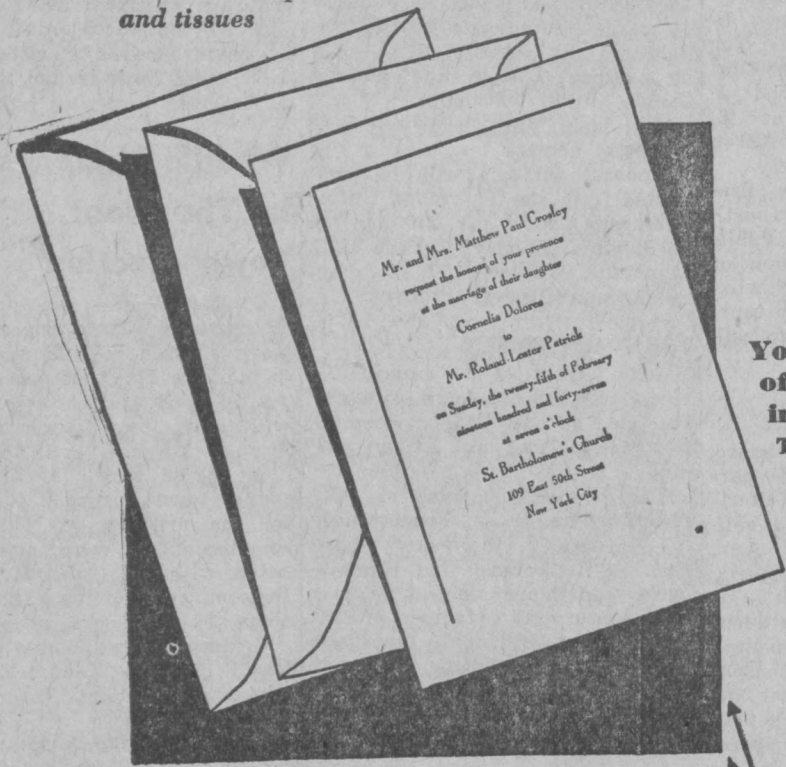 and tissues
Mr. and Mrs. Matthew Paul Crosley
request the honour of your presence
at the marriage of their daughter
Cornelia Dolores
to
Mr. Roland Lester Patrick
on Sunday, the twenty-fifth of February
nineteen hundred and forty-seven
at seven o'clock
St. Bartholomew's Church
109 East 50th Street
New York City
Yo
of
in
T